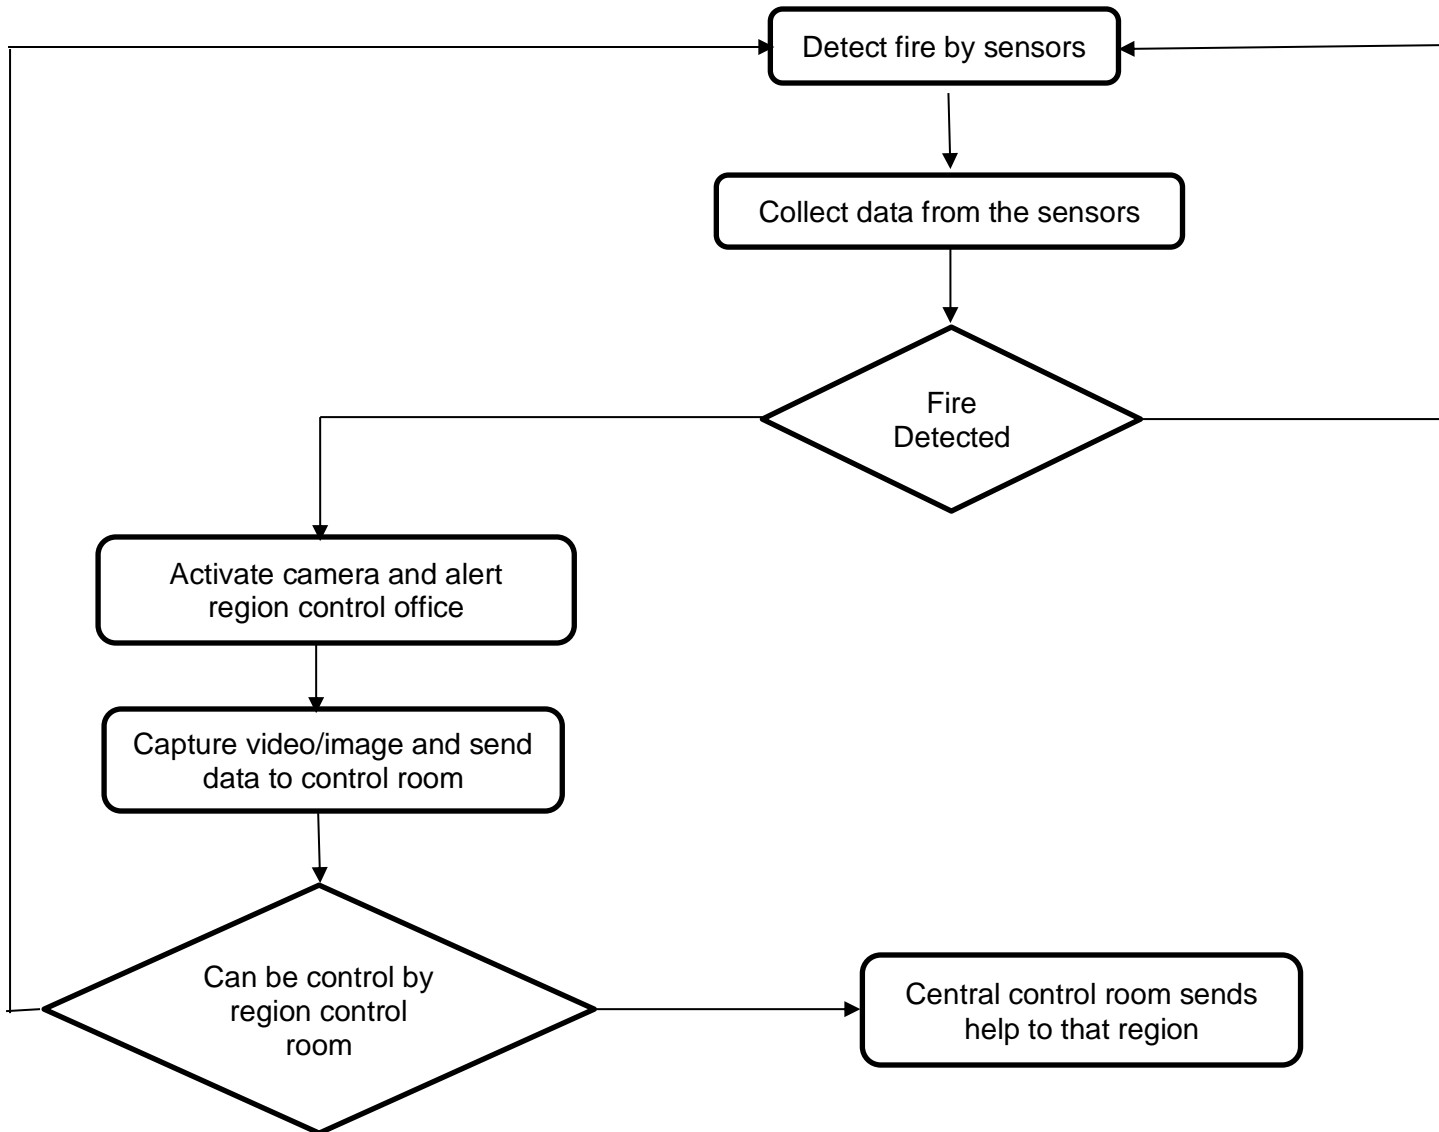 Detect fire by sensors
Collect data from the sensors
Fire
Detected
Activate camera and alert
region control office
Capture video/image and send
data to control room
Can be control by
region control
room
Central control room sends
help to that region